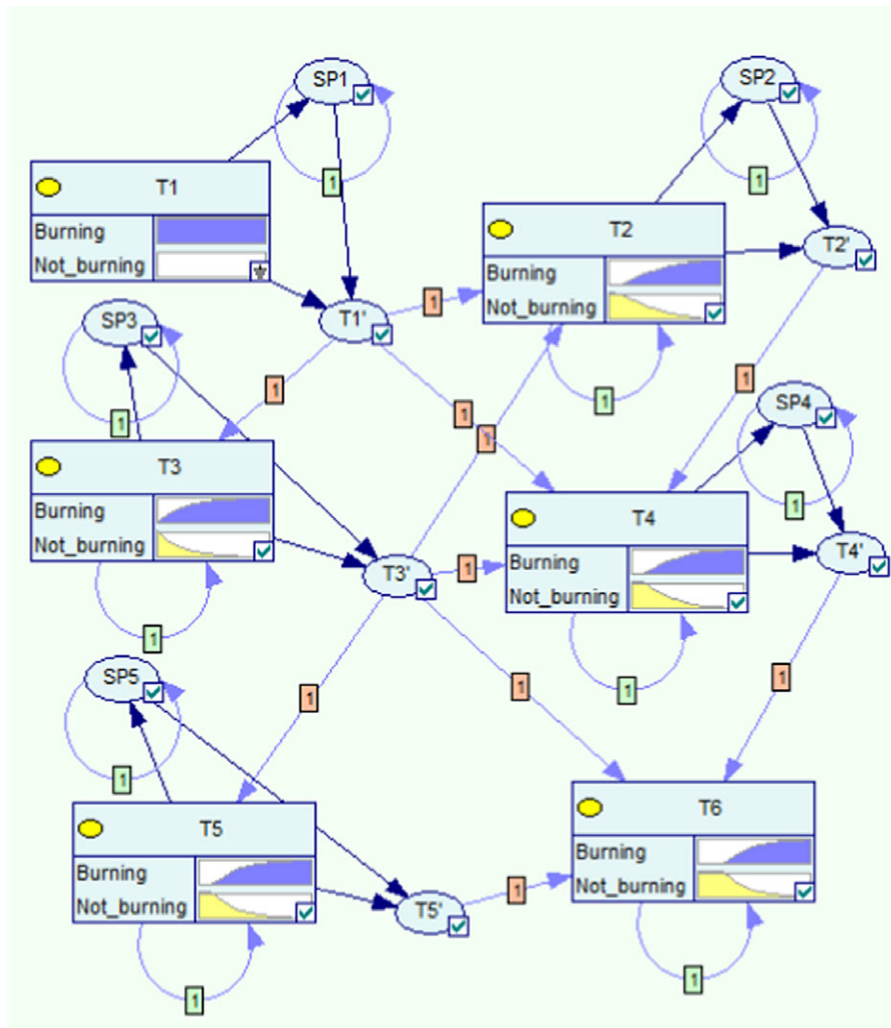 SP1
SP2
1
1
T1
Burning
Not_burning
T2
Burning
Not_burning
T2'
SP3
T1'
1
1
1
1
1
1
1
SP4
T3
Burning
Not_burning
1
T4
Burning
Not_burning
T4'
T3'
1
1
SP5
1
1
1
1
1
T5
Burning
Not_burning
T6
Burning
Not_burning
T5'
1
1
1